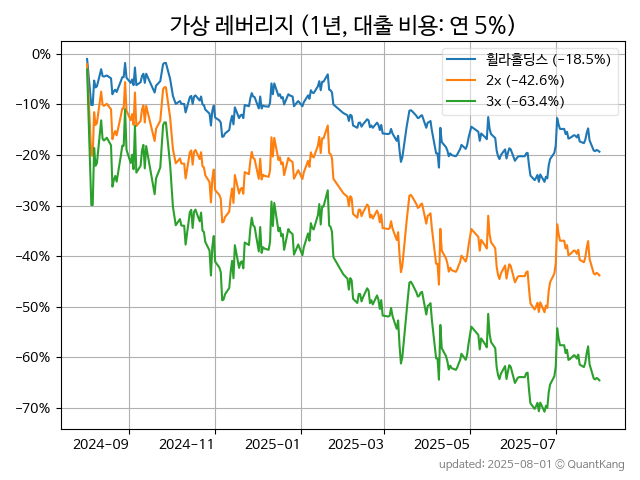 가상 레버리지 (1년, 대출 비용: 연 5%)
휠라홀딩스 (−18.5%)
2x (−42.6%)
3x (−63.4%)
0%
−10%
−20%
−30%
−40%
−50%
−60%
−70%
2024-09
2024-11
2025-01
2025-03
2025-05
2025-07
updated: 2025-08-01 © QuantKang